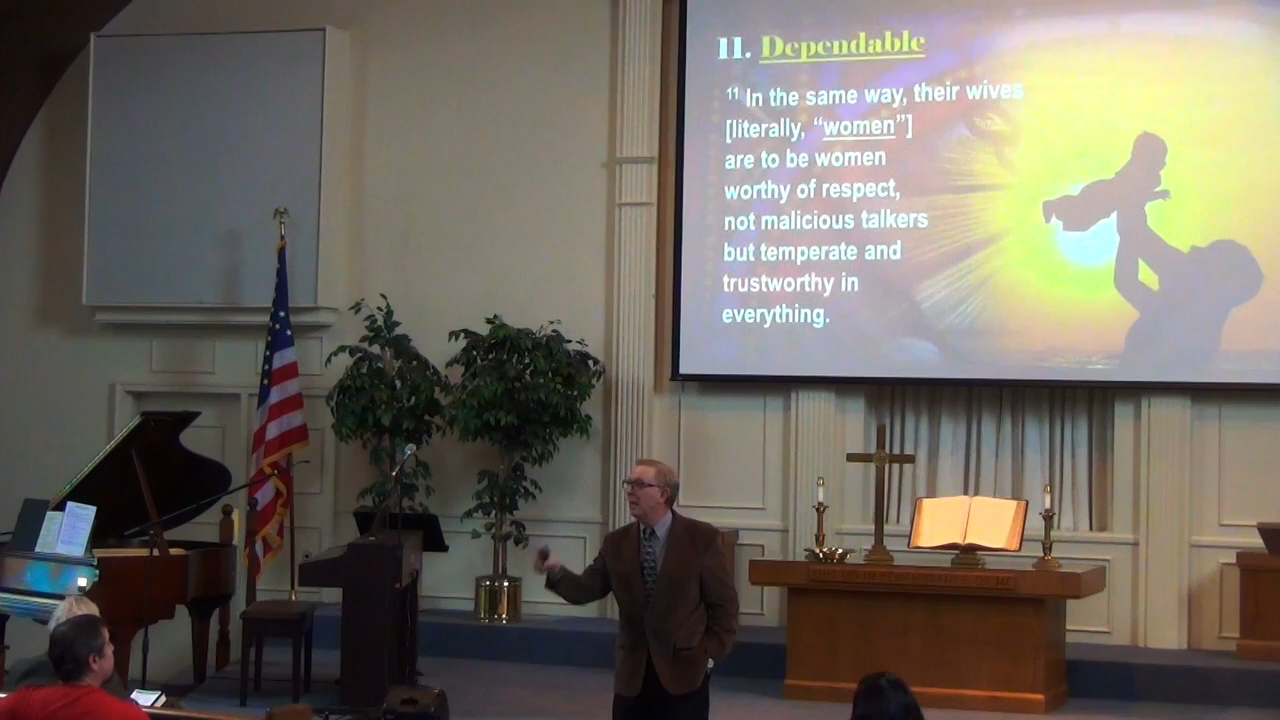 11. Dependable
11 In the same way, their wives
[literally, “women”]
are to be women
worthy of respect,
not malicious talkers
but temperate and
trustworthy in
everything.